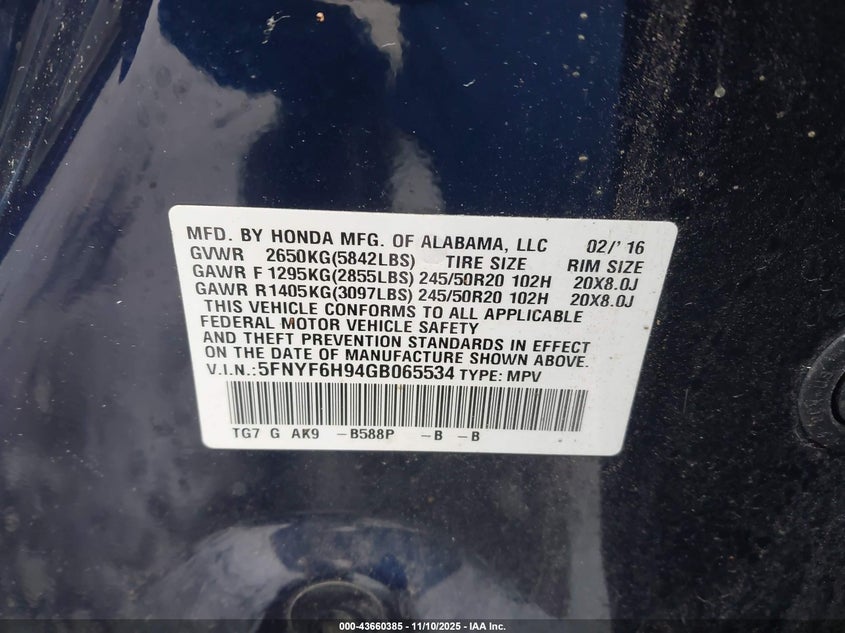 MFD. BY HONDA MFG. OF ALABAMA, LLC 02/' 16
GVWR 2650KG(5842LBS) TIRE SIZE RIM SIZE
GAWR F 1295KG(2855LBS) 245/50R20 102H 20X8.0J
GAWR R1405KG(3097LBS) 245/50R20 102H 20X8.0J
THIS VEHICLE CONFORMS TO ALL APPLICABLE
FEDERAL MOTOR VEHICLE SAFETY
AND THEFT PREVENTION STANDARDS IN EFFECT
ON THE DATE OF MANUFACTURE SHOWN ABOVE.
V.I.N.:5FNYF6H94GB065534 TYPE: MPV
TG7 G AK9 -B588P -B -B
000-43660385 - 11/10/2025 - IAA Inc.